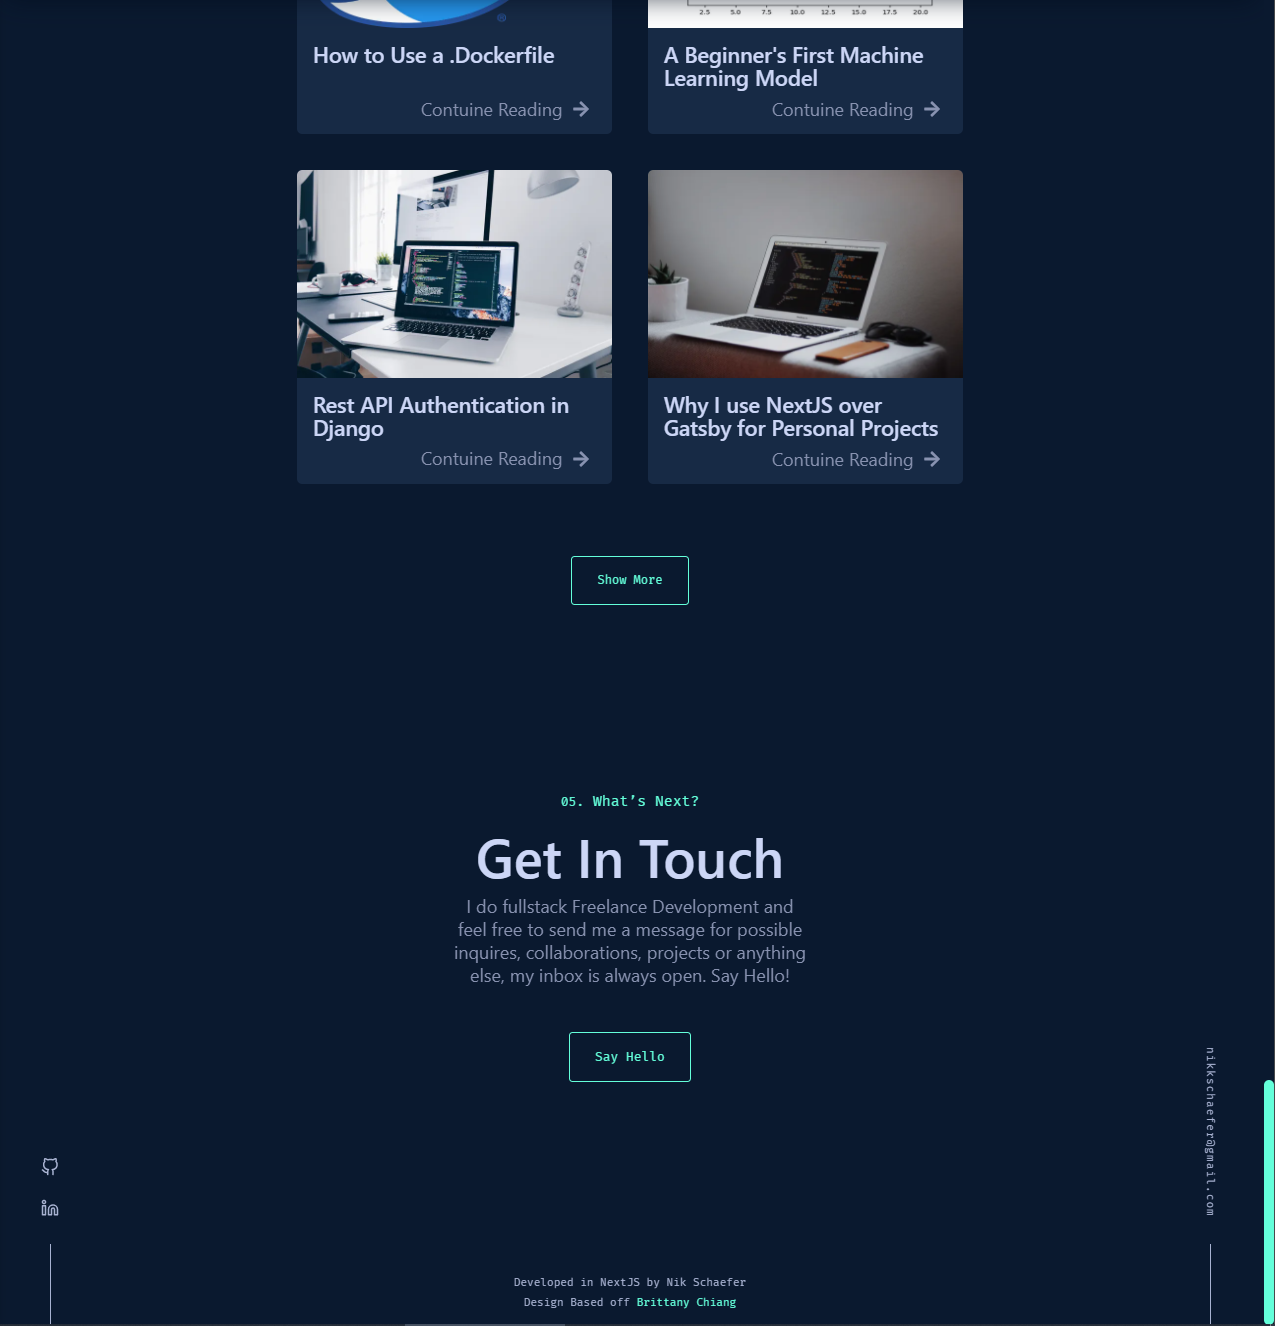 2.5 5.0 7.5 10.0 12.5 15.0 17.5 20.0
®
How to Use a .Dockerfile
Contuine Reading
A Beginner's First Machine
Learning Model
Contuine Reading
Rest API Authentication in
Django
Contuine Reading
Why I use NextJS over
Gatsby for Personal Projects
Contuine Reading
Show More
05. What’s Next?
Get In Touch
I do fullstack Freelance Development and
feel free to send me a message for possible
inquires, collaborations, projects or anything
else, my inbox is always open. Say Hello!
Say Hello
nikkschaefer@gmail.com
Developed in NextJS by Nik Schaefer
Design Based off Brittany Chiang